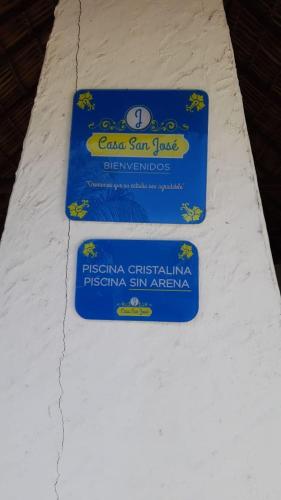 J
Casa San José
BIENVENIDOS
"Deseamos que su estadía sea agradable"
PISCINA CRISTALINA
PISCINA SIN ARENA
Casa San José